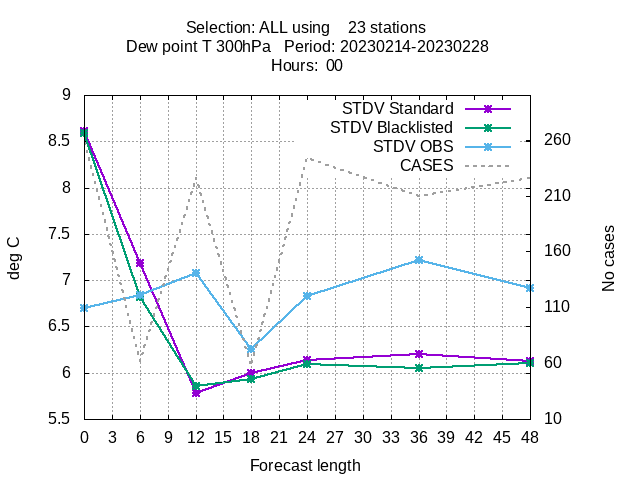 Selection: ALL using    23 stations
Dew point T 300hPa   Period: 20230214-20230228
Hours:  00
STDV Standard
STDV Blacklisted
STDV OBS
CASES
9
8.5
8
7.5
7
6.5
6
5.5
deg C
260
210
160
110
60
10
No cases
0 3 6 9 12 15 18 21 24 27 30 33 36 39 42 45 48
Forecast length